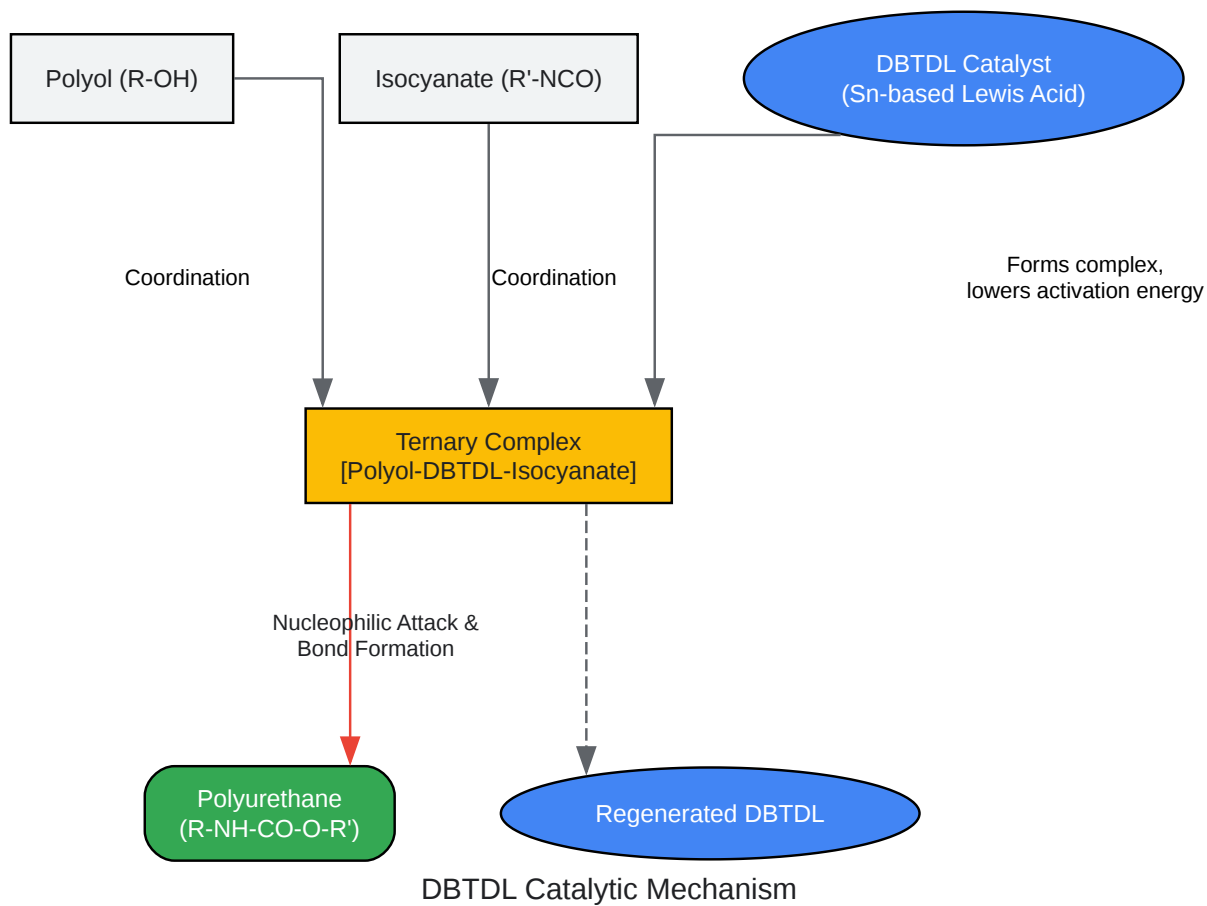 Polyol (R-OH)
Isocyanate (R'-NCO)
DBTDL Catalyst
(Sn-based Lewis Acid)
Coordination
Coordination
Forms complex,
lowers activation energy
Ternary Complex
[Polyol-DBTDL-Isocyanate]
Nucleophilic Attack &
Bond Formation
Polyurethane
(R-NH-CO-O-R')
Regenerated DBTDL
DBTDL Catalytic Mechanism